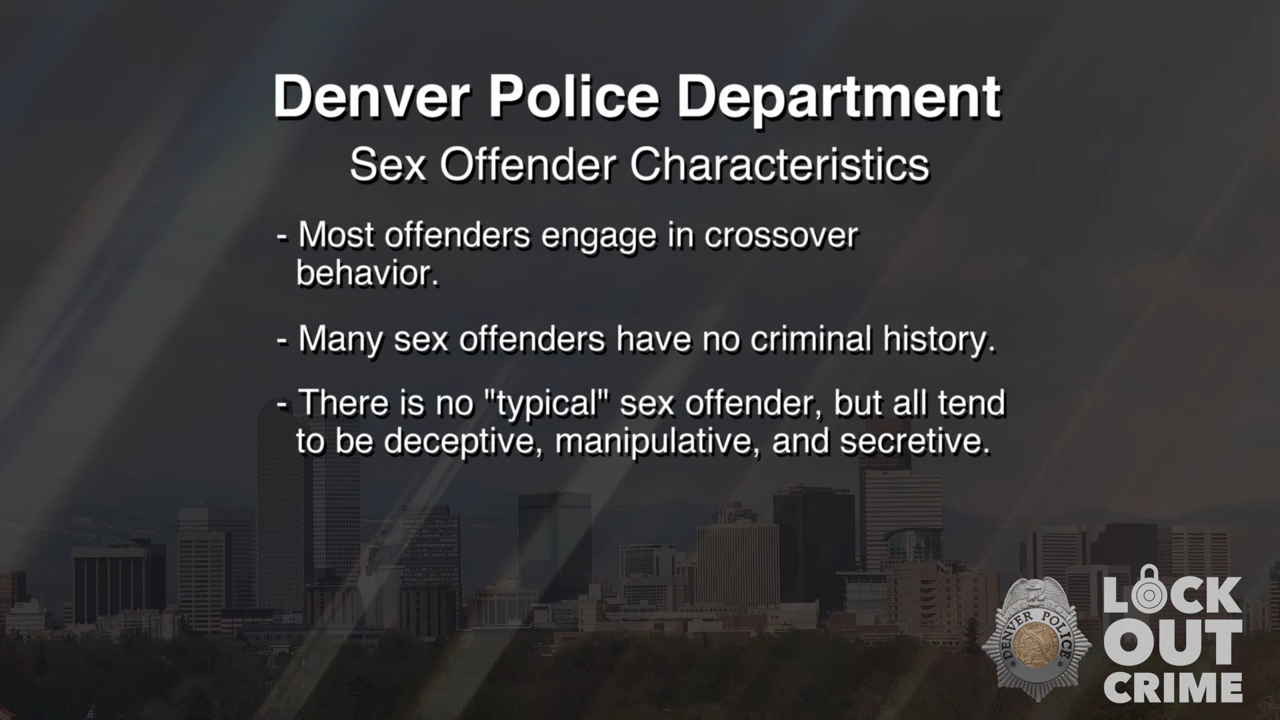 Denver Police Department
Sex Offender Characteristics
- Most offenders engage in crossover
behavior.
- Many sex offenders have no criminal history.
- There is no "typical" sex offender, but all tend
to be deceptive, manipulative, and secretive.
DENVER POLICE
LOCK
OUT
CRIME